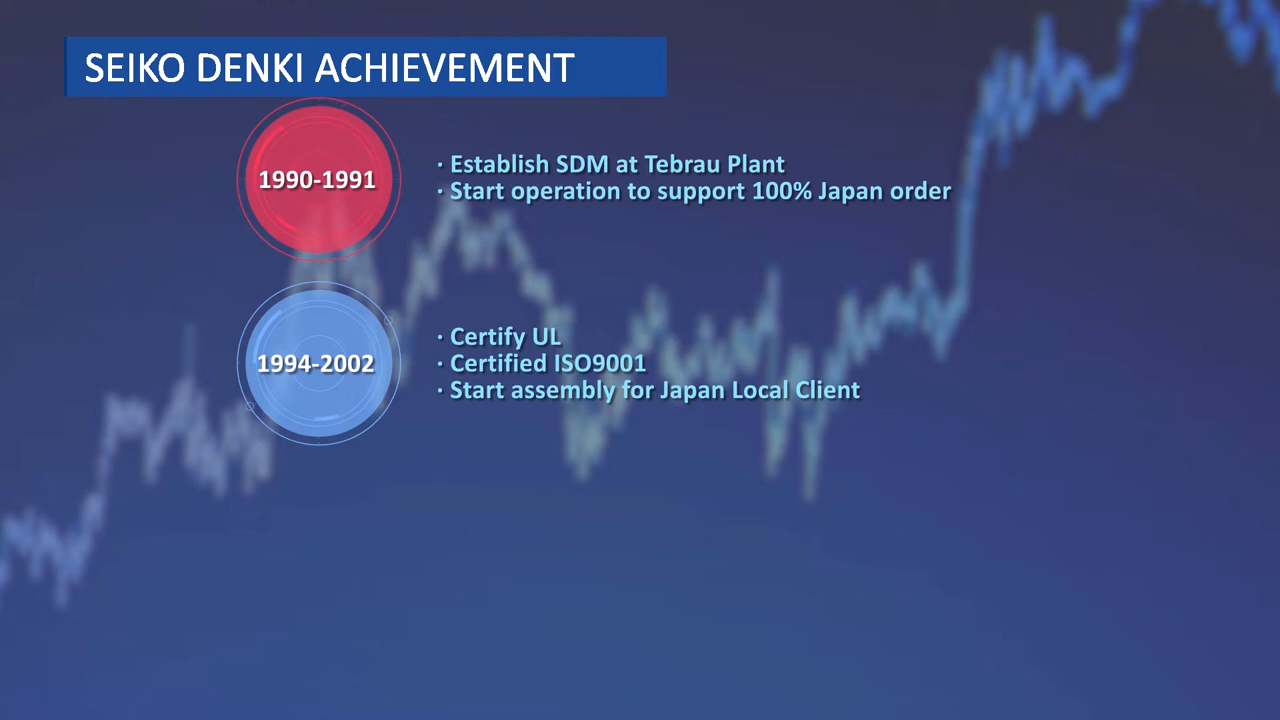 SEIKO DENKI ACHIEVEMENT
1990-1991
· Establish SDM at Tebrau Plant
· Start operation to support 100% Japan order
1994-2002
· Certify UL
· Certified ISO9001
· Start assembly for Japan Local Client